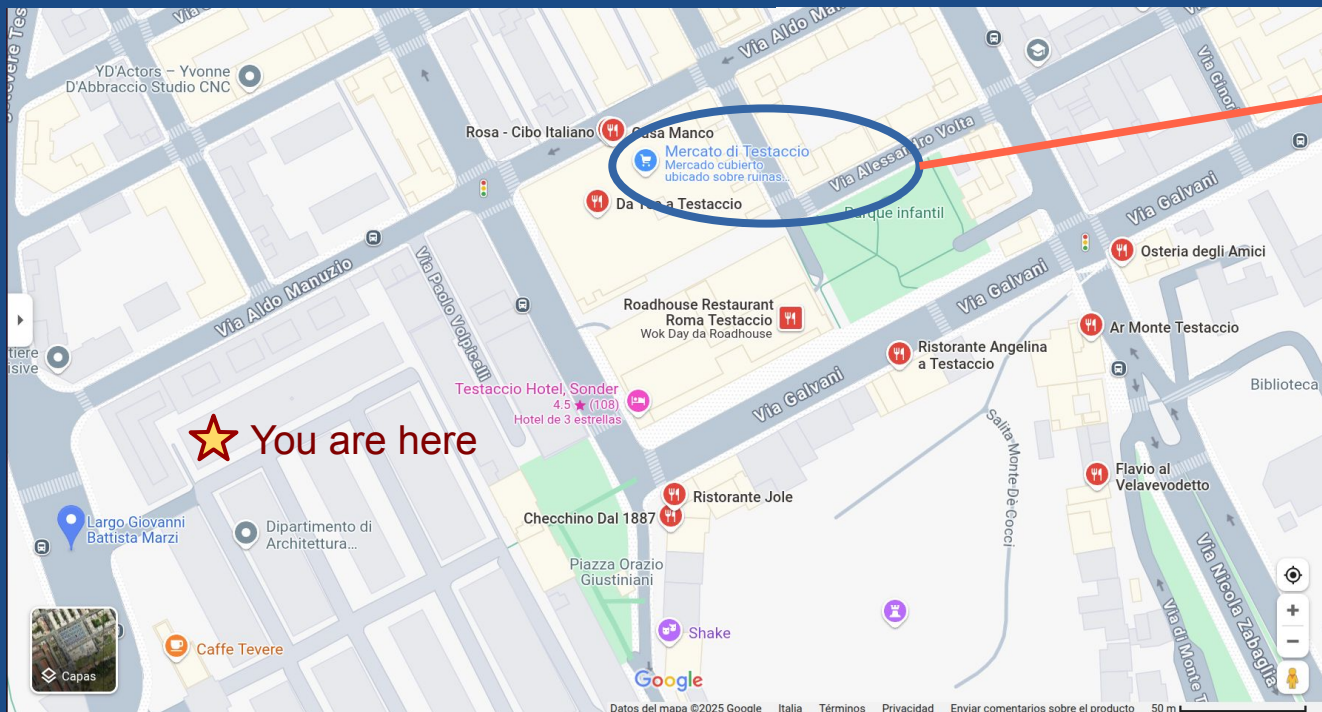 Via Aldo Man
YD'Actors – Yvonne
D'Abbraccio Studio CNC
Via Ginor
Rosa - Cibo Italiano
Casa Manco
Mercato di Testaccio
Mercado cubierto
ubicado sobre ruinas...
Via Alessandro Volta
Da Teo a Testaccio
Parque infantil
Via Galvani
Osteria degli Amici
Via Aldo Manuzio
Via Paolo Volpicelli
Via Galvani
Roadhouse Restaurant
Roma Testaccio
Wok Day da Roadhouse
Ar Monte Testaccio
Ristorante Angelina
a Testaccio
tiere
isive
Biblioteca
Testaccio Hotel, Sonder
4.5 ★ (108)
Hotel de 3 estrellas
Via Galvani
You are here
Salita Monte De Cocci
Flavio al
Velavevodetto
Ristorante Jole
Checchino Dal 1887
Largo Giovanni
Battista Marzi
Dipartimento di
Architettura...
Piazza Orazio
Giustiniani
Via Nicola Zabaglia
Via di Monte T
Shake
Caffe Tevere
Capas
Google
Datos del mapa ©2025 Google Italia Términos Privacidad Enviar comentarios sobre el producto 50 m